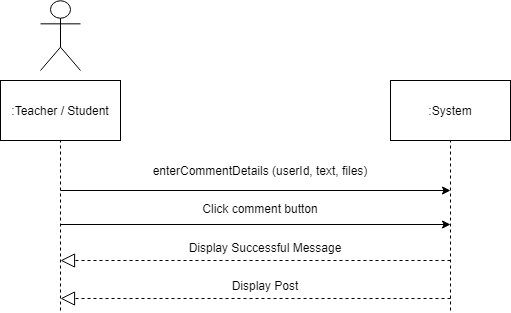 :Teacher / Student
:System
enterCommentDetails (userId, text, files)
Click comment button
Display Successful Message
Display Post